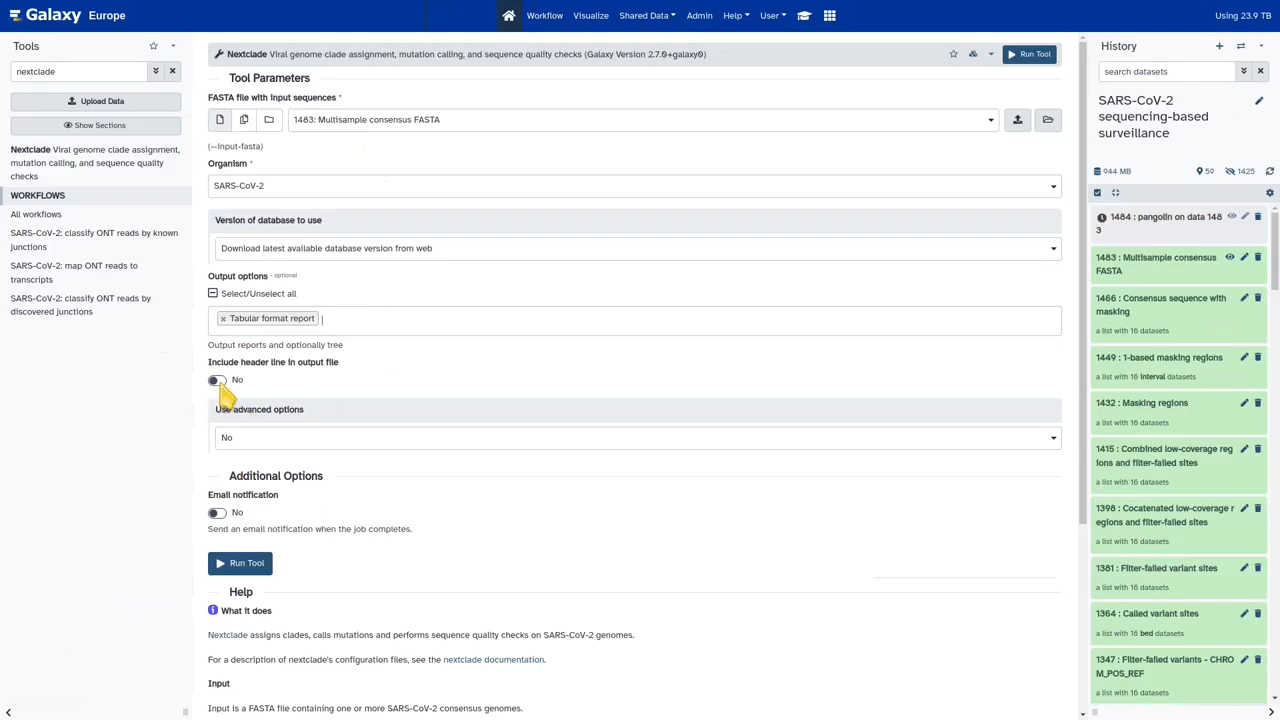 Galaxy Europe
Workflow
Visualize
Shared Data
Admin
Help
User
Using 23.9 TB
Tools
nextclade
Upload Data
Show Sections
Nextclade Viral genome clade assignment,
mutation calling, and sequence quality
checks
WORKFLOWS
All workflows
SARS-CoV-2: classify ONT reads by known
junctions
SARS-CoV-2: map ONT reads to
transcripts
SARS-CoV-2: classify ONT reads by
discovered junctions
Nextclade Viral genome clade assignment, mutation calling, and sequence quality checks (Galaxy Version 2.7.0+galaxy0)
Run Tool
Tool Parameters
FASTA file with input sequences *
1483: Multisample consensus FASTA
(--input-fasta)
Organism *
SARS-CoV-2
Version of database to use
Download latest available database version from web
Output options - optional
Select/Unselect all
× Tabular format report
Output reports and optionally tree
Include header line in output file
No
Use advanced options
No
Additional Options
Email notification
No
Send an email notification when the job completes.
Run Tool
Help
What it does
Nextclade assigns clades, calls mutations and performs sequence quality checks on SARS-CoV-2 genomes.
For a description of nextclade's configuration files, see the nextclade documentation.
Input
Input is a FASTA file containing one or more SARS-CoV-2 consensus genomes.
History
search datasets
SARS-CoV-2
sequencing-based
surveillance
944 MB
59
1425
1484 : pangolin on data 148
3
1483 : Multisample consensus
FASTA
1466 : Consensus sequence with
masking
a list with 16 datasets
1449 : 1-based masking regions
a list with 16 interval datasets
1432 : Masking regions
a list with 16 datasets
1415 : Combined low-coverage reg
ions and filter-failed sites
a list with 16 datasets
1398 : Cocatenated low-coverage r
egions and filter-failed sites
a list with 16 datasets
1381 : Filter-failed variant sites
a list with 16 datasets
1364 : Called variant sites
a list with 16 bed datasets
1347 : Filter-failed variants - CHRO
M_POS_REF
a list with 16 datasets